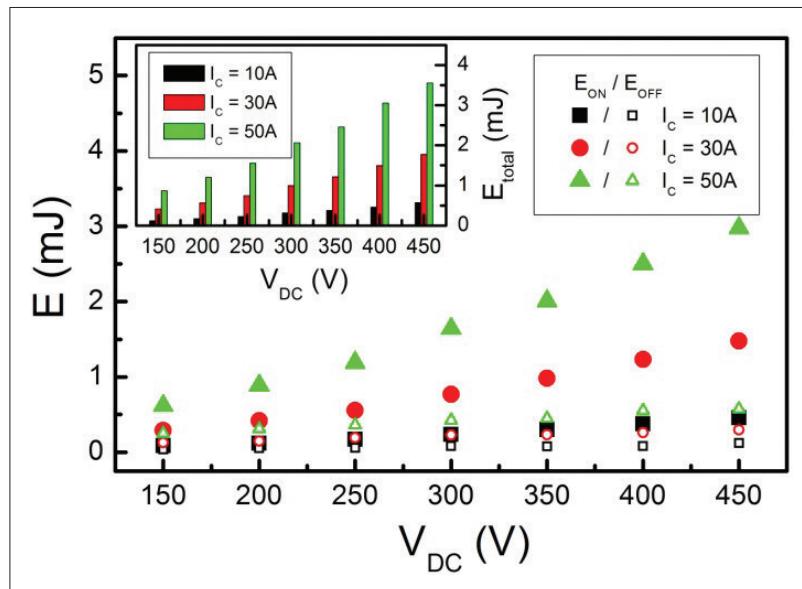 5
4
3
2
1
0
E (mJ)
150 200 250 300 350 400 450
V_DC (V)
I_C = 10A
I_C = 30A
I_C = 50A
4
3
2
1
0
E_total (mJ)
150 200 250 300 350 400 450
V_DC (V)
E_ON / E_OFF
/ I_C = 10A
/ I_C = 30A
/ I_C = 50A